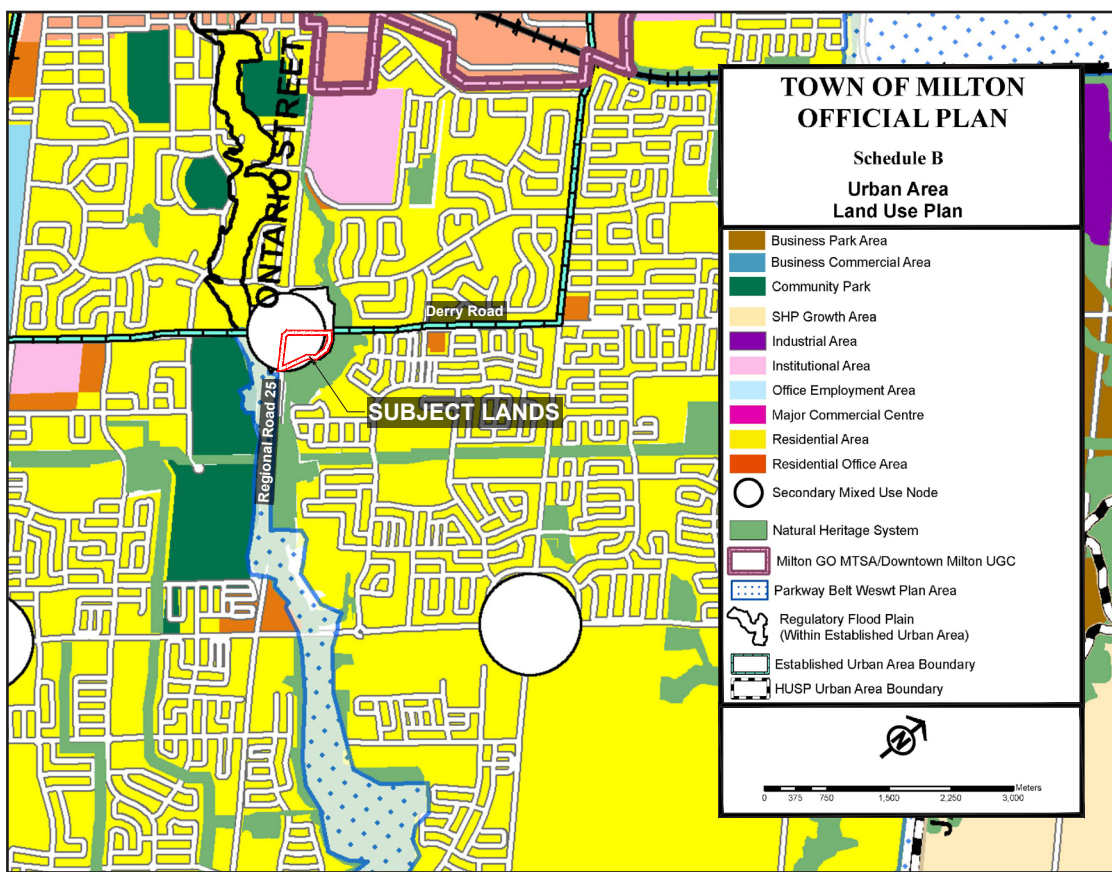 TOWN OF MILTON
OFFICIAL PLAN
Schedule B
Urban Area
Land Use Plan
Business Park Area
Business Commercial Area
Community Park
SHP Growth Area
Industrial Area
Institutional Area
Office Employment Area
Major Commercial Centre
Residential Area
Residential Office Area
Secondary Mixed Use Node
Natural Heritage System
Milton GO MTSA/Downtown Milton UGC
Parkway Belt Weswt Plan Area
Regulatory Flood Plain
(Within Established Urban Area)
Established Urban Area Boundary
HUSP Urban Area Boundary
N
Meters
0 375 750 1,500 2,250 3,000
ONTARIO STREET
Derry Road
Regional Road 25
SUBJECT LANDS